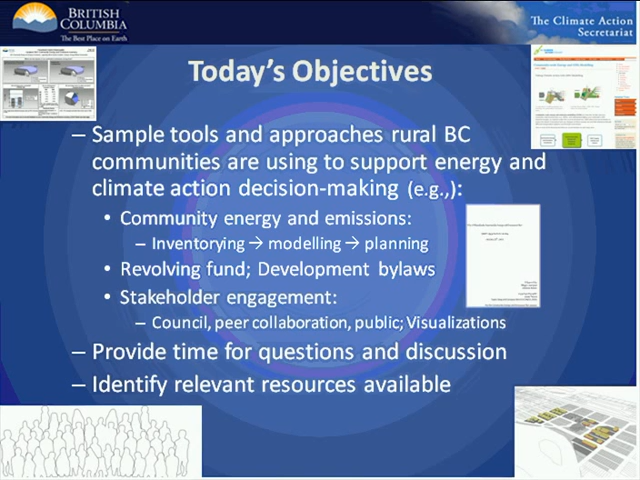 BRITISH
COLUMBIA
The Best Place on Earth
The Climate Action
Secretariat
Today's Objectives
– Sample tools and approaches rural BC
communities are using to support energy and
climate action decision-making (e.g.,):
• Community energy and emissions:
– Inventorying → modelling → planning
• Revolving fund; Development bylaws
• Stakeholder engagement:
– Council, peer collaboration, public; Visualizations
– Provide time for questions and discussion
– Identify relevant resources available